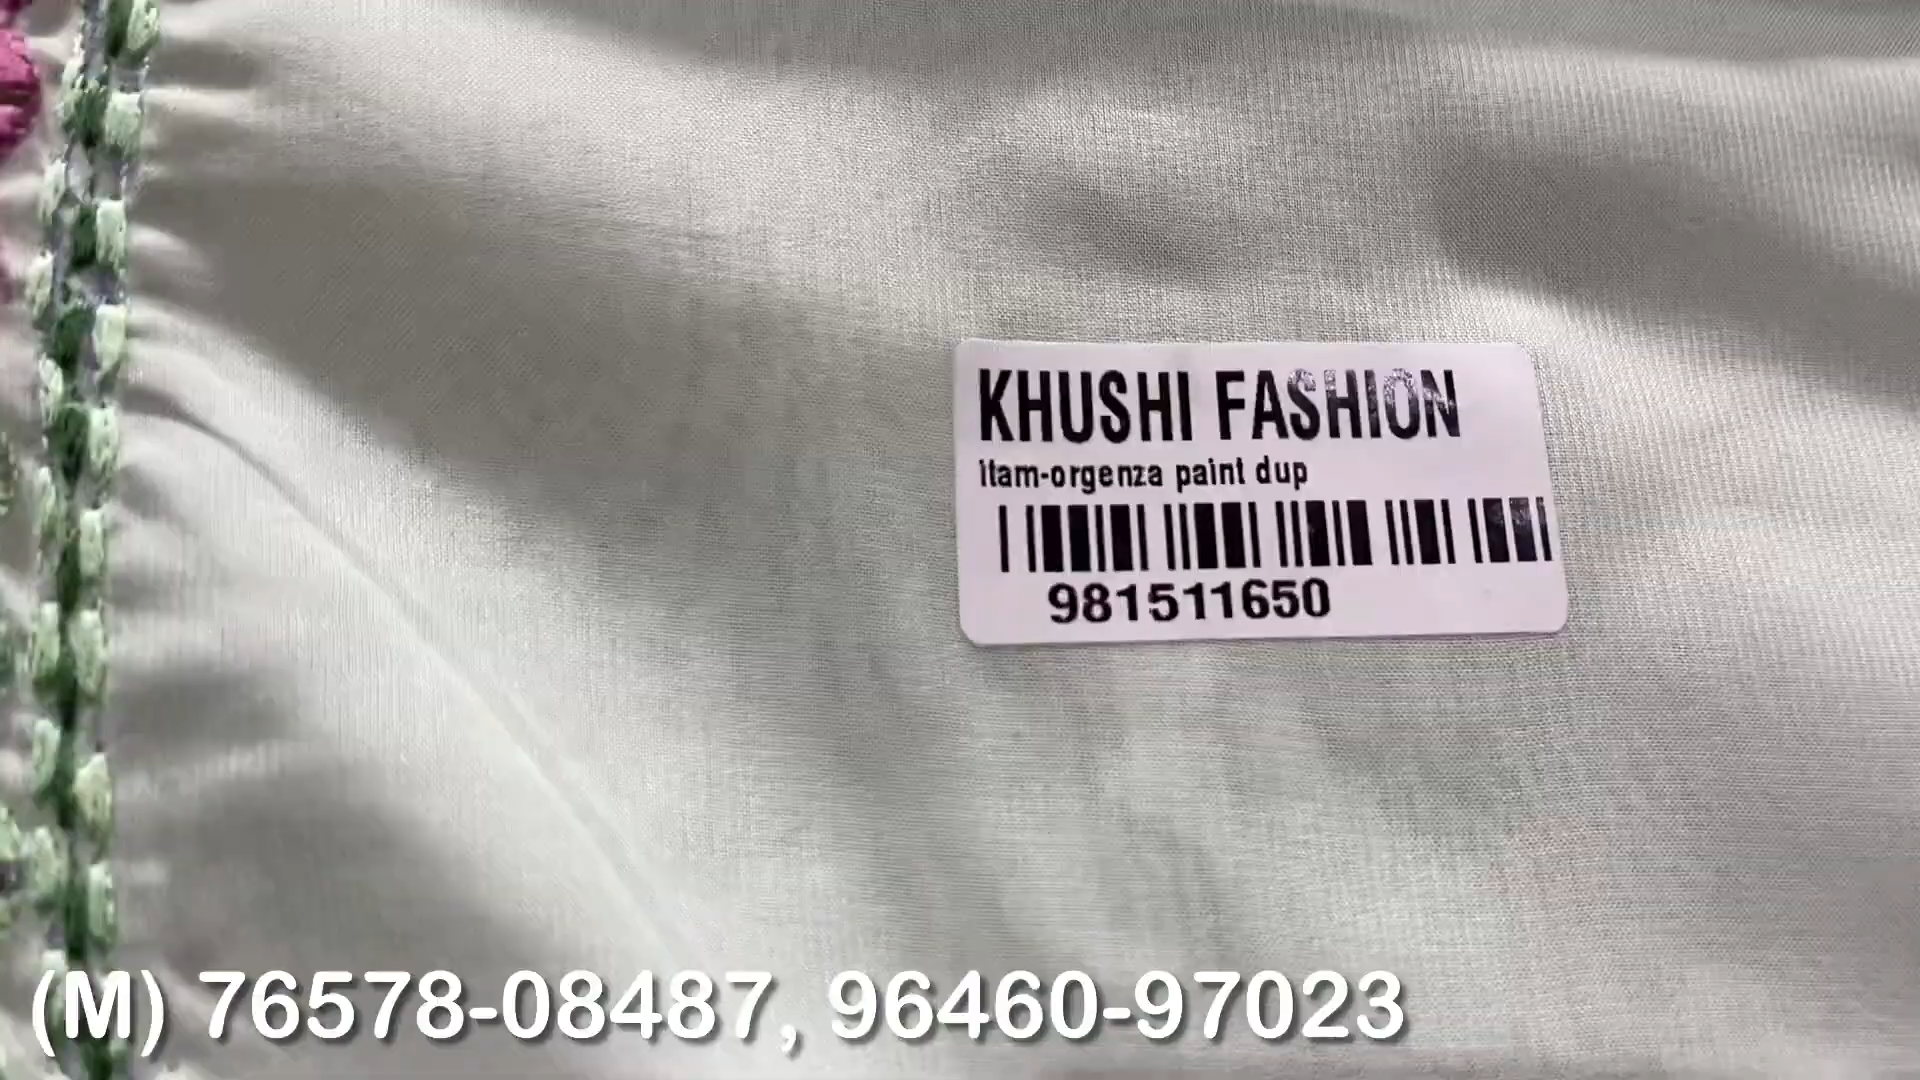 KHUSHI FASHION
itam-orgenza paint dup
981511650
(M) 76578-08487, 96460-97023